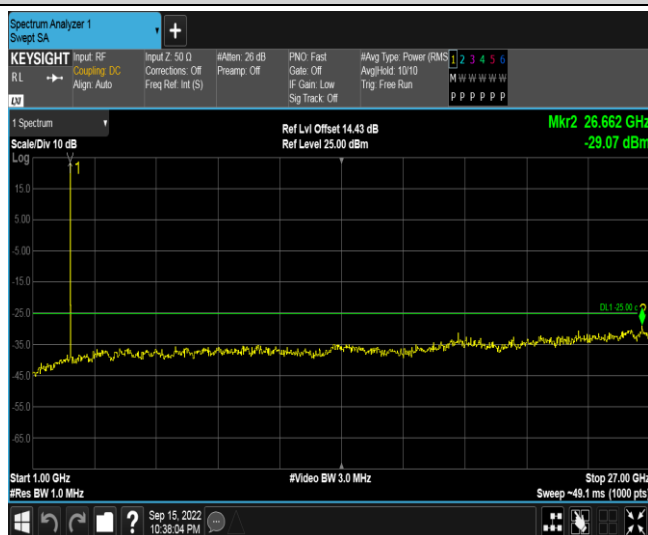 Spectrum Analyzer 1
Swept SA
+
KEYSIGHT Input: RF Input Z: 50 Ω #Atten: 26 dB PNO: Fast #Avg Type: Power (RMS 1 2 3 4 5 6
RL Coupling: DC Corrections: Off Preamp: Off Gate: Off Avg|Hold: 10/10 M W W W W W
Align: Auto Freq Ref: Int (S) IF Gain: Low Trig: Free Run
Sig Track: Off P P P P P P
LXI
1 Spectrum Ref Lvl Offset 14.43 dB Mkr2 26.662 GHz
Scale/Div 10 dB Ref Level 25.00 dBm -29.07 dBm
Log
1
15.0
5.00
-5.00
-15.0
DL1 -25.00
2
-25.0
-35.0
-45.0
-55.0
-65.0
Start 1.00 GHz #Video BW 3.0 MHz Stop 27.00 GHz
#Res BW 1.0 MHz Sweep ~49.1 ms (1000 pts)
? Sep 15, 2022
10:38:04 PM